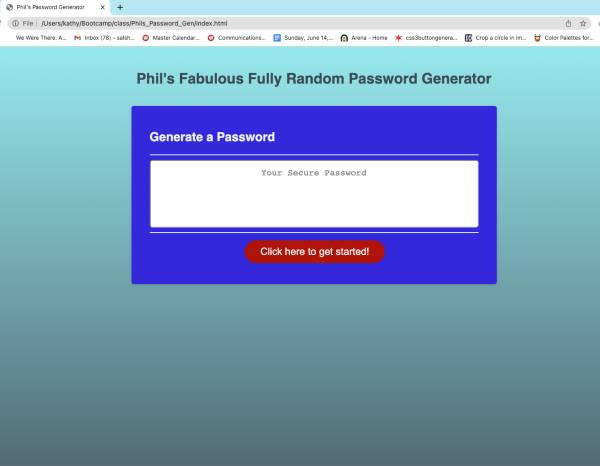 Phil's Password Generator
File /Users/kathy/Bootcamp/class/Phils_Password_Gen/index.html
We Were There: A... Inbox (78) - salsh... Master Calendar... Communications... Sunday, June 14,... Arena - Home css3buttongenera... Crop a circle in im... Color Palettes for...
Phil's Fabulous Fully Random Password Generator
Generate a Password
Your Secure Password
Click here to get started!